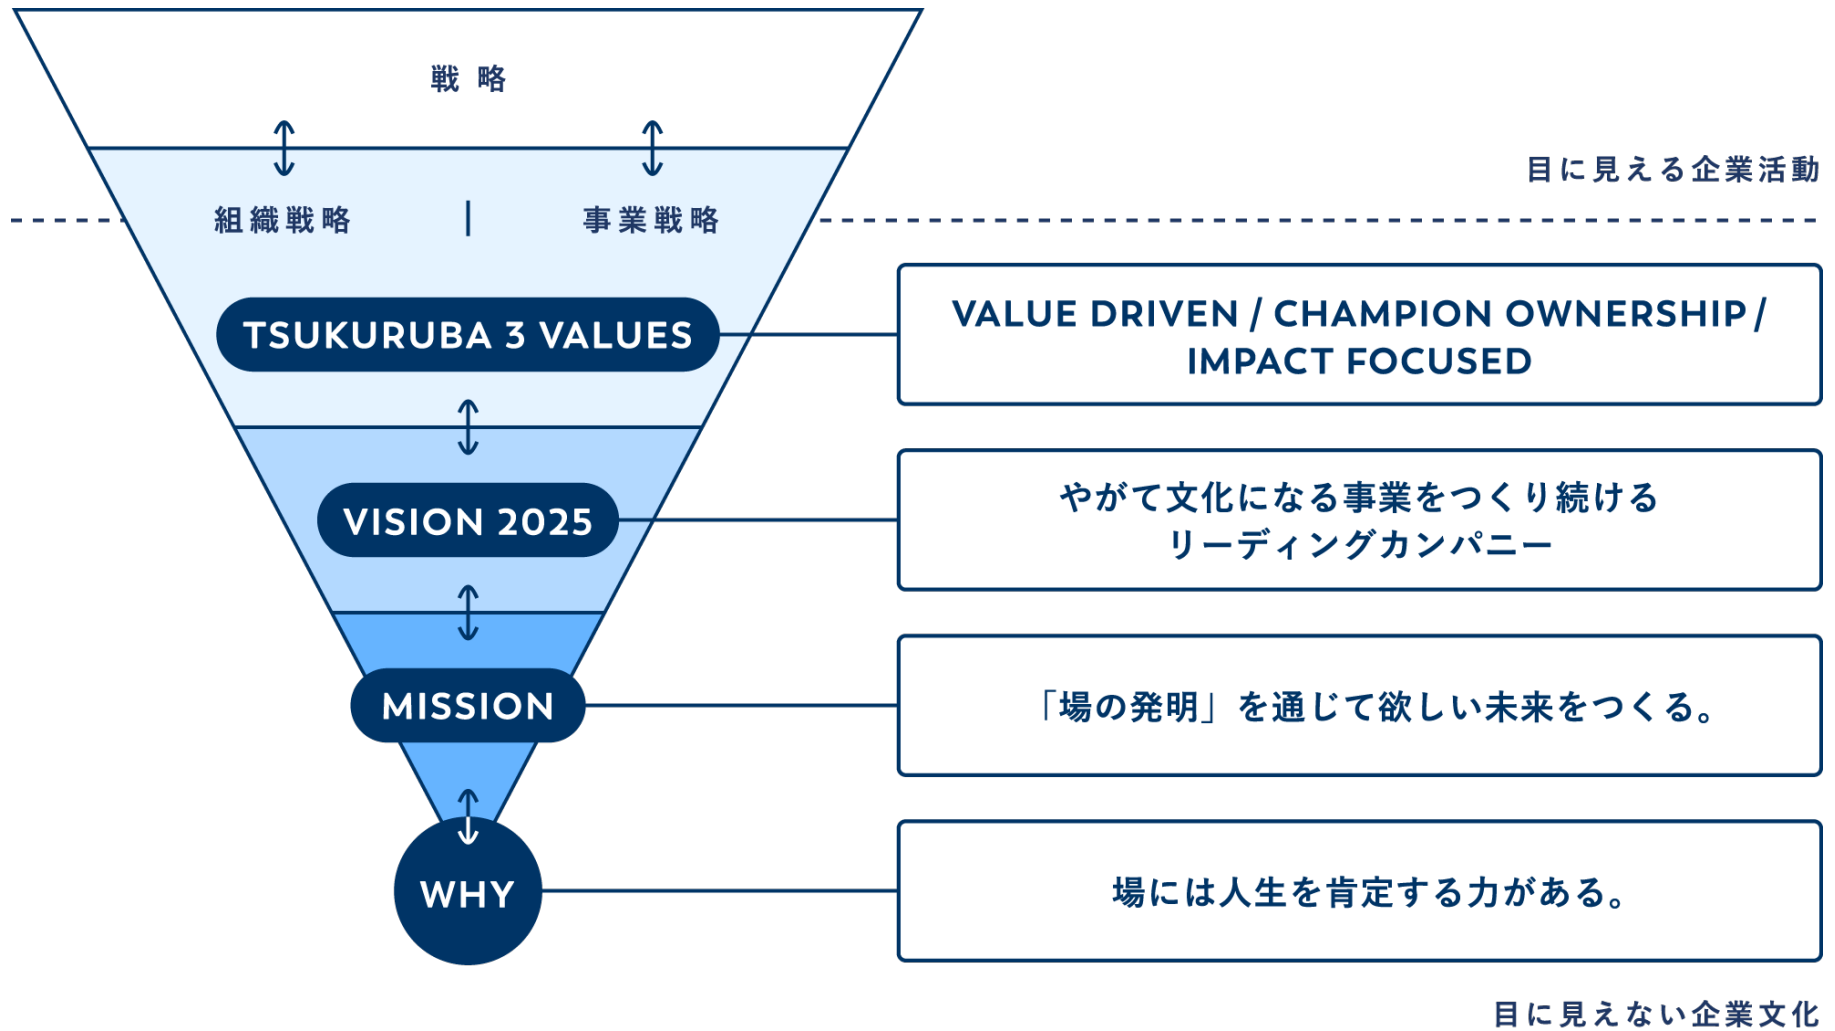 戦略
目に見える企業活動
組織戦略 | 事業戦略
TSUKURUBA 3 VALUES
VALUE DRIVEN / CHAMPION OWNERSHIP /
IMPACT FOCUSED
VISION 2025
やがて文化になる事業をつくり続ける
リーディングカンパニー
MISSION
「場の発明」を通じて欲しい未来をつくる。
WHY
場には人生を肯定する力がある。
目に見えない企業文化